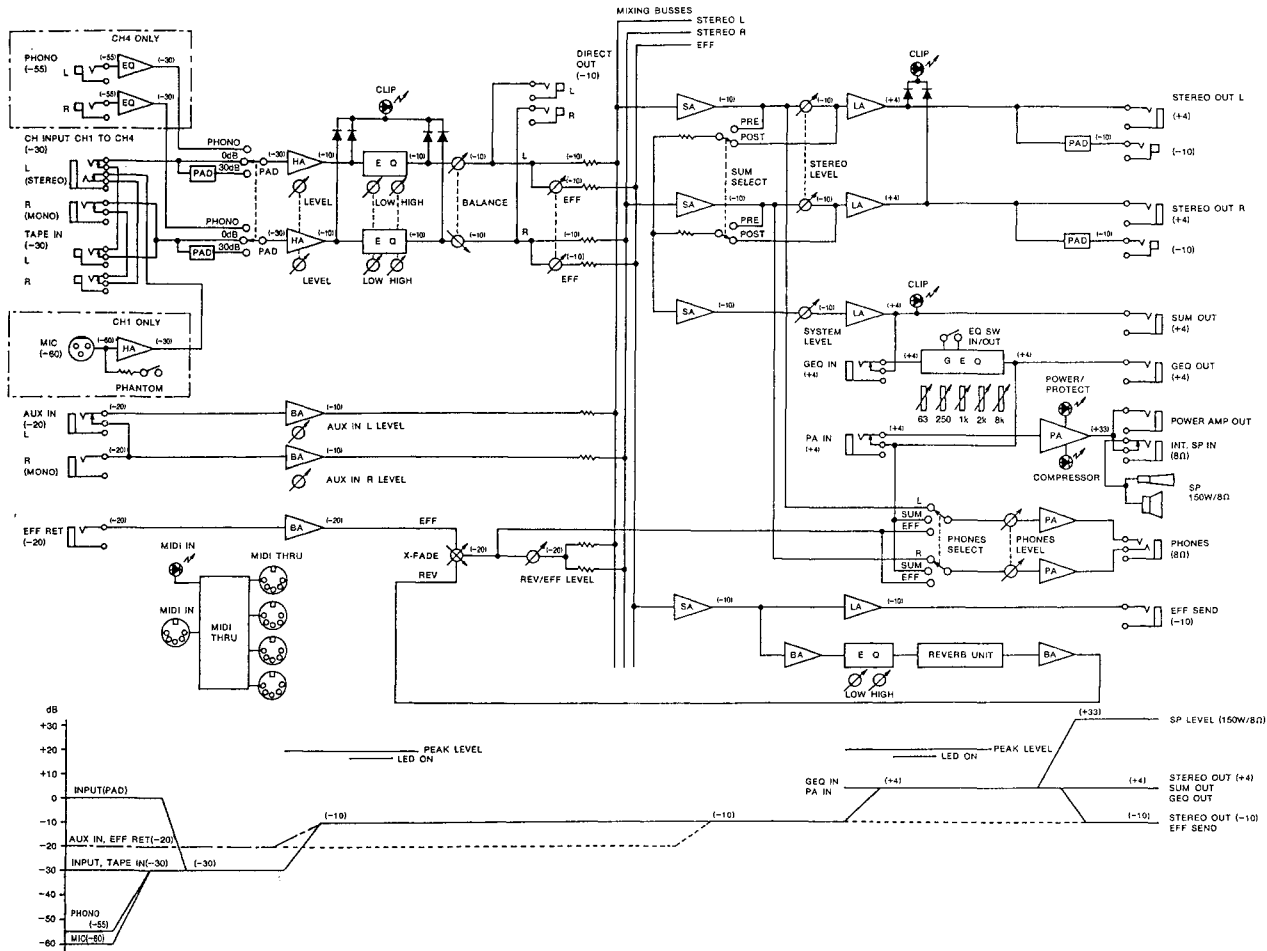 MIXING BUSSES
STEREO L
STEREO R
EFF
CH4 ONLY
PHONO
(-55)
L
(-55)
EQ
(-30)
R
(-55)
EQ
(-30)
CH INPUT CH1 TO CH4
(-30)
L
(STEREO)
R
(MONO)
TAPE IN
(-30)
L
R
PHONO
0dB
PAD
30dB
PAD
(-30)
HA
(-10)
LEVEL
CLIP
E Q
(-10)
LOW HIGH
BALANCE
(-10)
PHONO
0dB
PAD
30dB
PAD
(-30)
HA
(-10)
LEVEL
E Q
(-10)
LOW HIGH
(-10)
DIRECT
OUT
(-10)
L
R
L
(-10)
(-10)
EFF
R
(-10)
(-10)
EFF
CH1 ONLY
MIC
(-60)
(-60)
HA
(-30)
PHANTOM
AUX IN
(-20)
L
(-20)
BA
(-10)
AUX IN L LEVEL
R
(MONO)
(-20)
BA
(-10)
AUX IN R LEVEL
EFF RET
(-20)
(-20)
BA
(-20)
EFF
X-FADE
REV
(-20)
(-20)
REV/EFF LEVEL
MIDI IN
MIDI THRU
MIDI IN
MIDI
THRU
SA
(-10)
PRE
POST
SUM
SELECT
(-10)
STEREO
LEVEL
LA
(+4)
CLIP
STEREO OUT L
(+4)
PAD
(-10)
(-10)
SA
(-10)
PRE
POST
(-10)
LA
(+4)
STEREO OUT R
(+4)
PAD
(-10)
(-10)
SA
(-10)
SYSTEM
LEVEL
LA
(+4)
CLIP
SUM OUT
(+4)
EQ SW
IN/OUT
GEQ IN
(+4)
(+4)
G E Q
(+4)
GEQ OUT
(+4)
63 250 1k 2k 8k
POWER/
PROTECT
PA IN
(+4)
(+4)
PA
(+33)
COMPRESSOR
POWER AMP OUT
INT. SP IN
(8Ω)
SP
150W/8Ω
L
SUM
EFF
PHONES
SELECT
PHONES
LEVEL
PA
R
SUM
EFF
PA
PHONES
(8Ω)
SA
(-10)
LA
EFF SEND
(-10)
BA
E Q
LOW HIGH
REVERB UNIT
BA
dB
+30
+20
+10
0
-10
-20
-30
-40
-50
-60
INPUT(PAD)
AUX IN, EFF RET(-20)
INPUT, TAPE IN(-30)
(-30)
PHONO
(-55)
MIC(-60)
PEAK LEVEL
LED ON
(-10)
(-10)
GEQ IN
PA IN
(+4)
PEAK LEVEL
LED ON
(+33)
SP LEVEL (150W/8Ω)
(+4)
STEREO OUT (+4)
SUM OUT
GEQ OUT
(-10)
STEREO OUT (-10)
EFF SEND